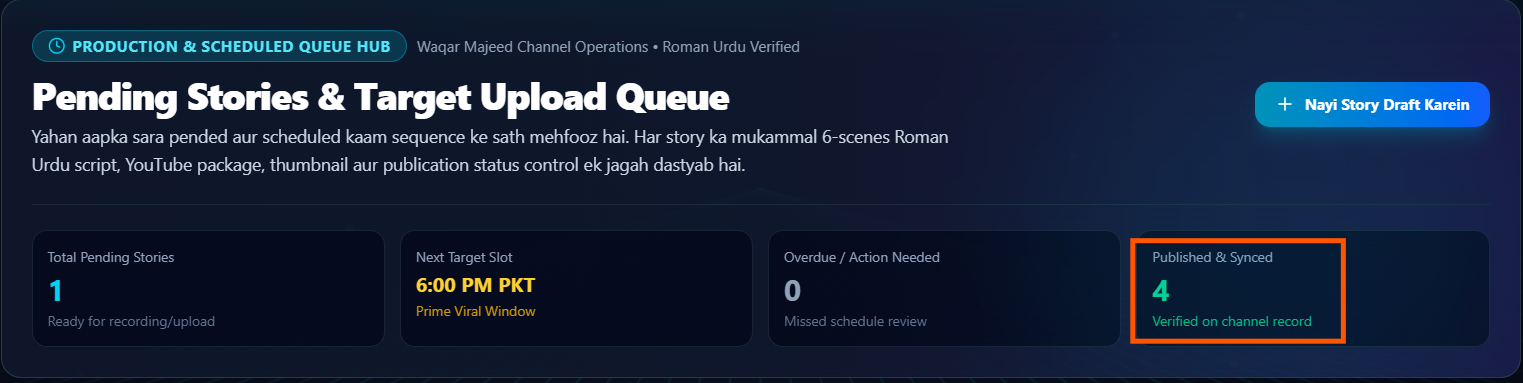 PRODUCTION & SCHEDULED QUEUE HUB
Waqar Majeed Channel Operations • Roman Urdu Verified
Pending Stories & Target Upload Queue
Yahan aapka sara pended aur scheduled kaam sequence ke sath mehfooz hai. Har story ka mukammal 6-scenes Roman
Urdu script, YouTube package, thumbnail aur publication status control ek jagah dastyab hai.
+ Nayi Story Draft Karein
Total Pending Stories
1
Ready for recording/upload
Next Target Slot
6:00 PM PKT
Prime Viral Window
Overdue / Action Needed
0
Missed schedule review
Published & Synced
4
Verified on channel record